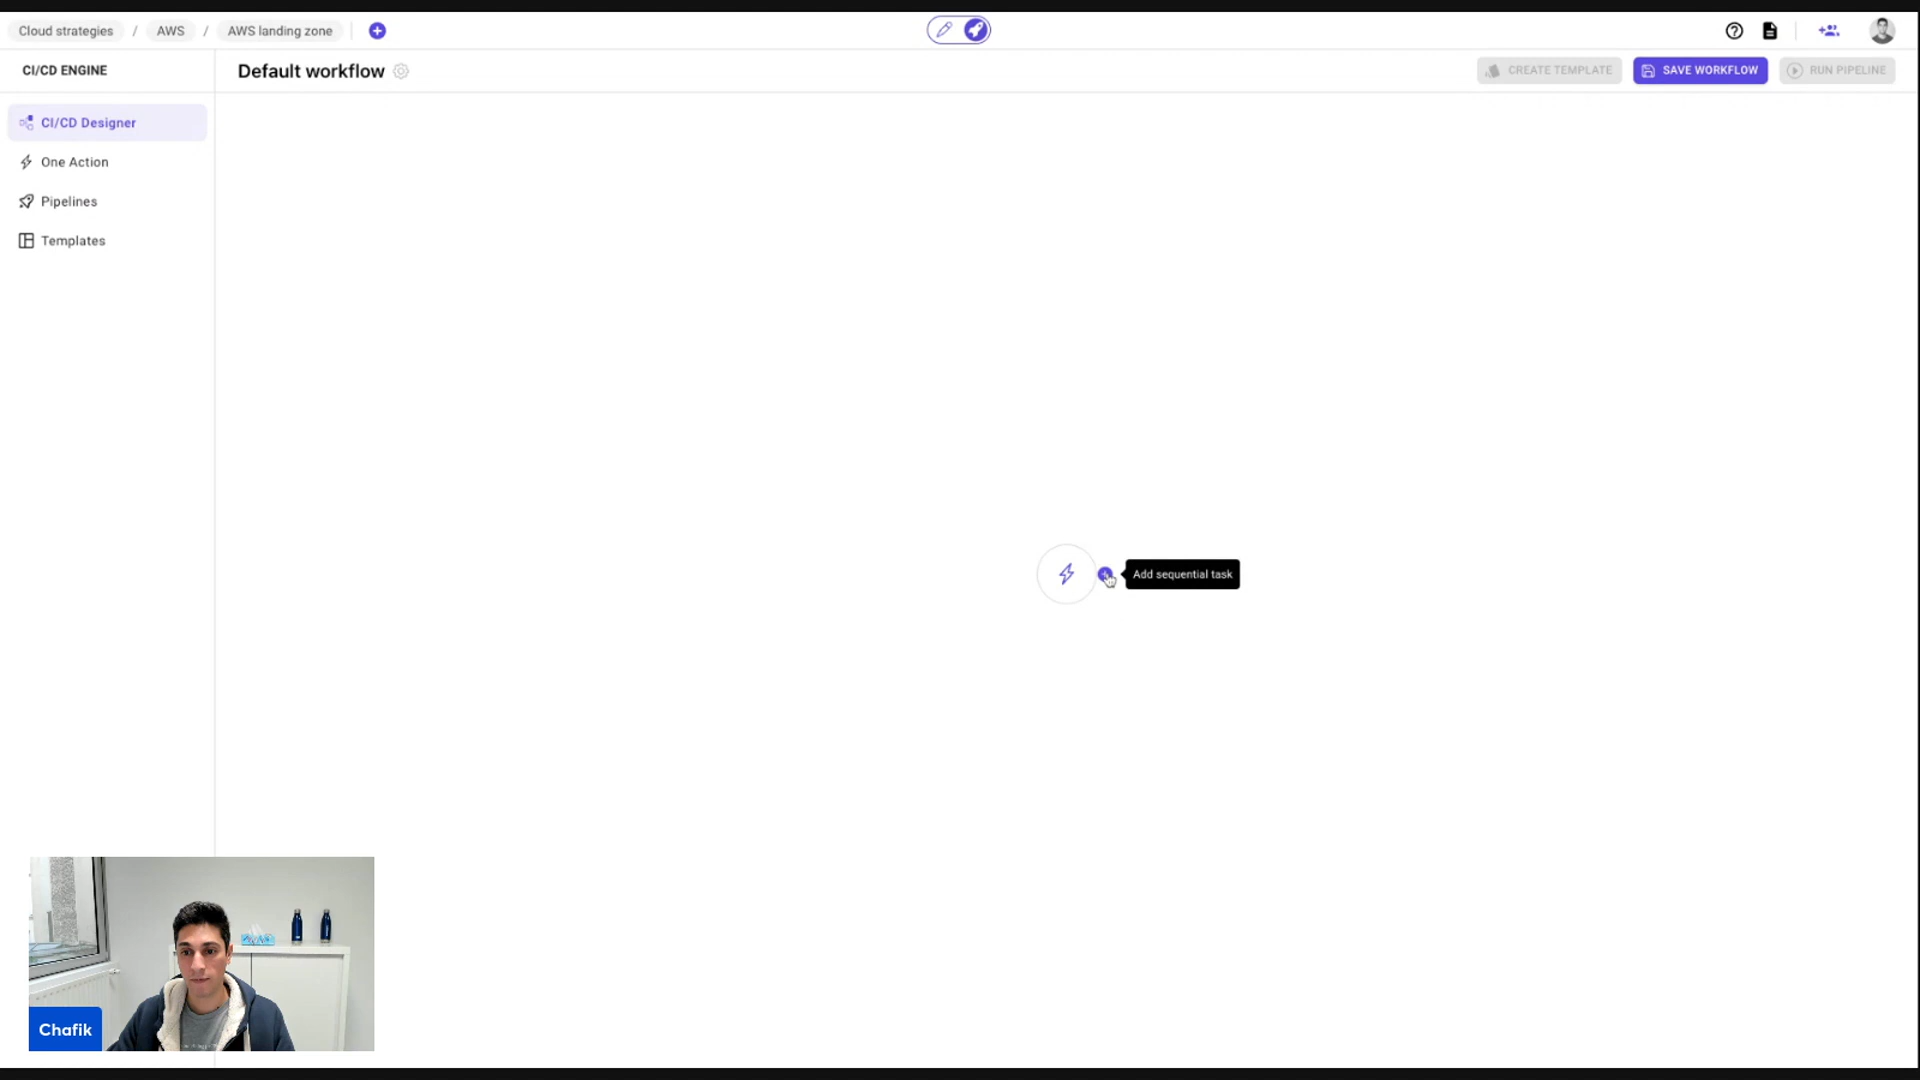 Cloud strategies / AWS / AWS landing zone
CI/CD ENGINE
Default workflow
CREATE TEMPLATE
SAVE WORKFLOW
RUN PIPELINE
CI/CD Designer
One Action
Pipelines
Templates
Add sequential task
Chafik